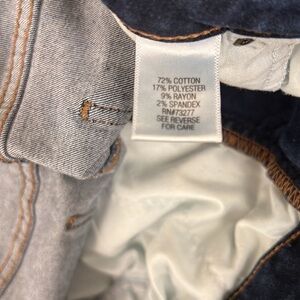 72% COTTON
17% POLYESTER
9% RAYON
2% SPANDEX
RN#73277
SEE REVERSE
FOR CARE